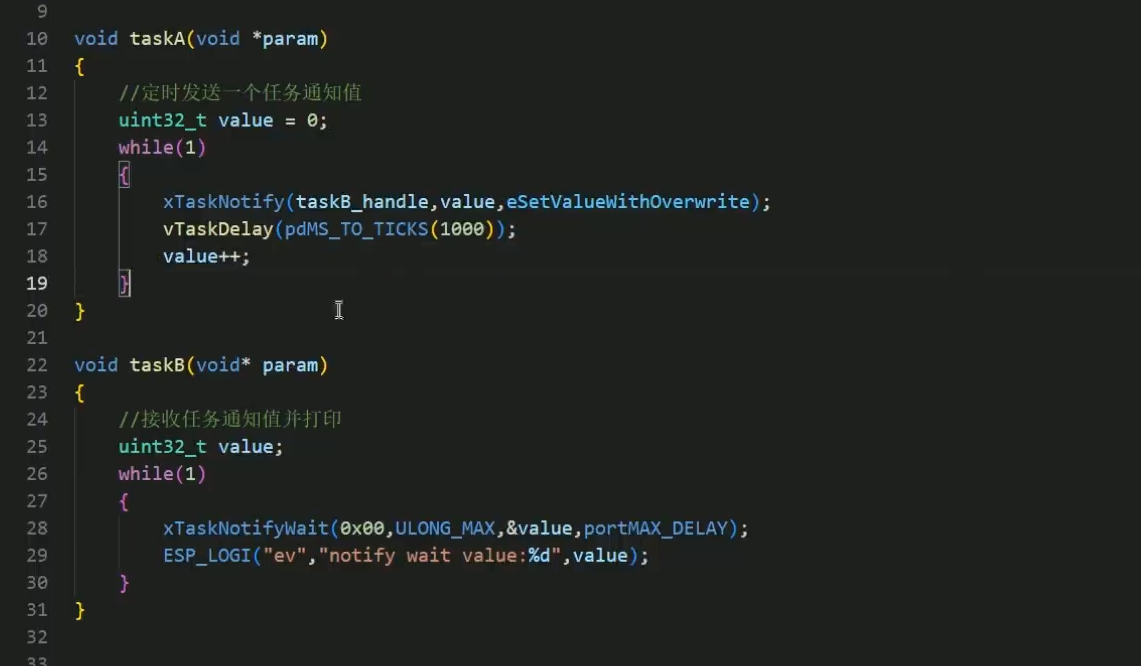 9
10 void taskA(void *param)
11 {
12 //定时发送一个任务通知值
13 uint32_t value = 0;
14 while(1)
15 {
16 xTaskNotify(taskB_handle,value,eSetValueWithOverwrite);
17 vTaskDelay(pdMS_TO_TICKS(1000));
18 value++;
19 }
20 }
21
22 void taskB(void* param)
23 {
24 //接收任务通知值并打印
25 uint32_t value;
26 while(1)
27 {
28 xTaskNotifyWait(0x00,ULONG_MAX,&value,portMAX_DELAY);
29 ESP_LOGI("ev","notify wait value:%d",value);
30 }
31 }
32
33